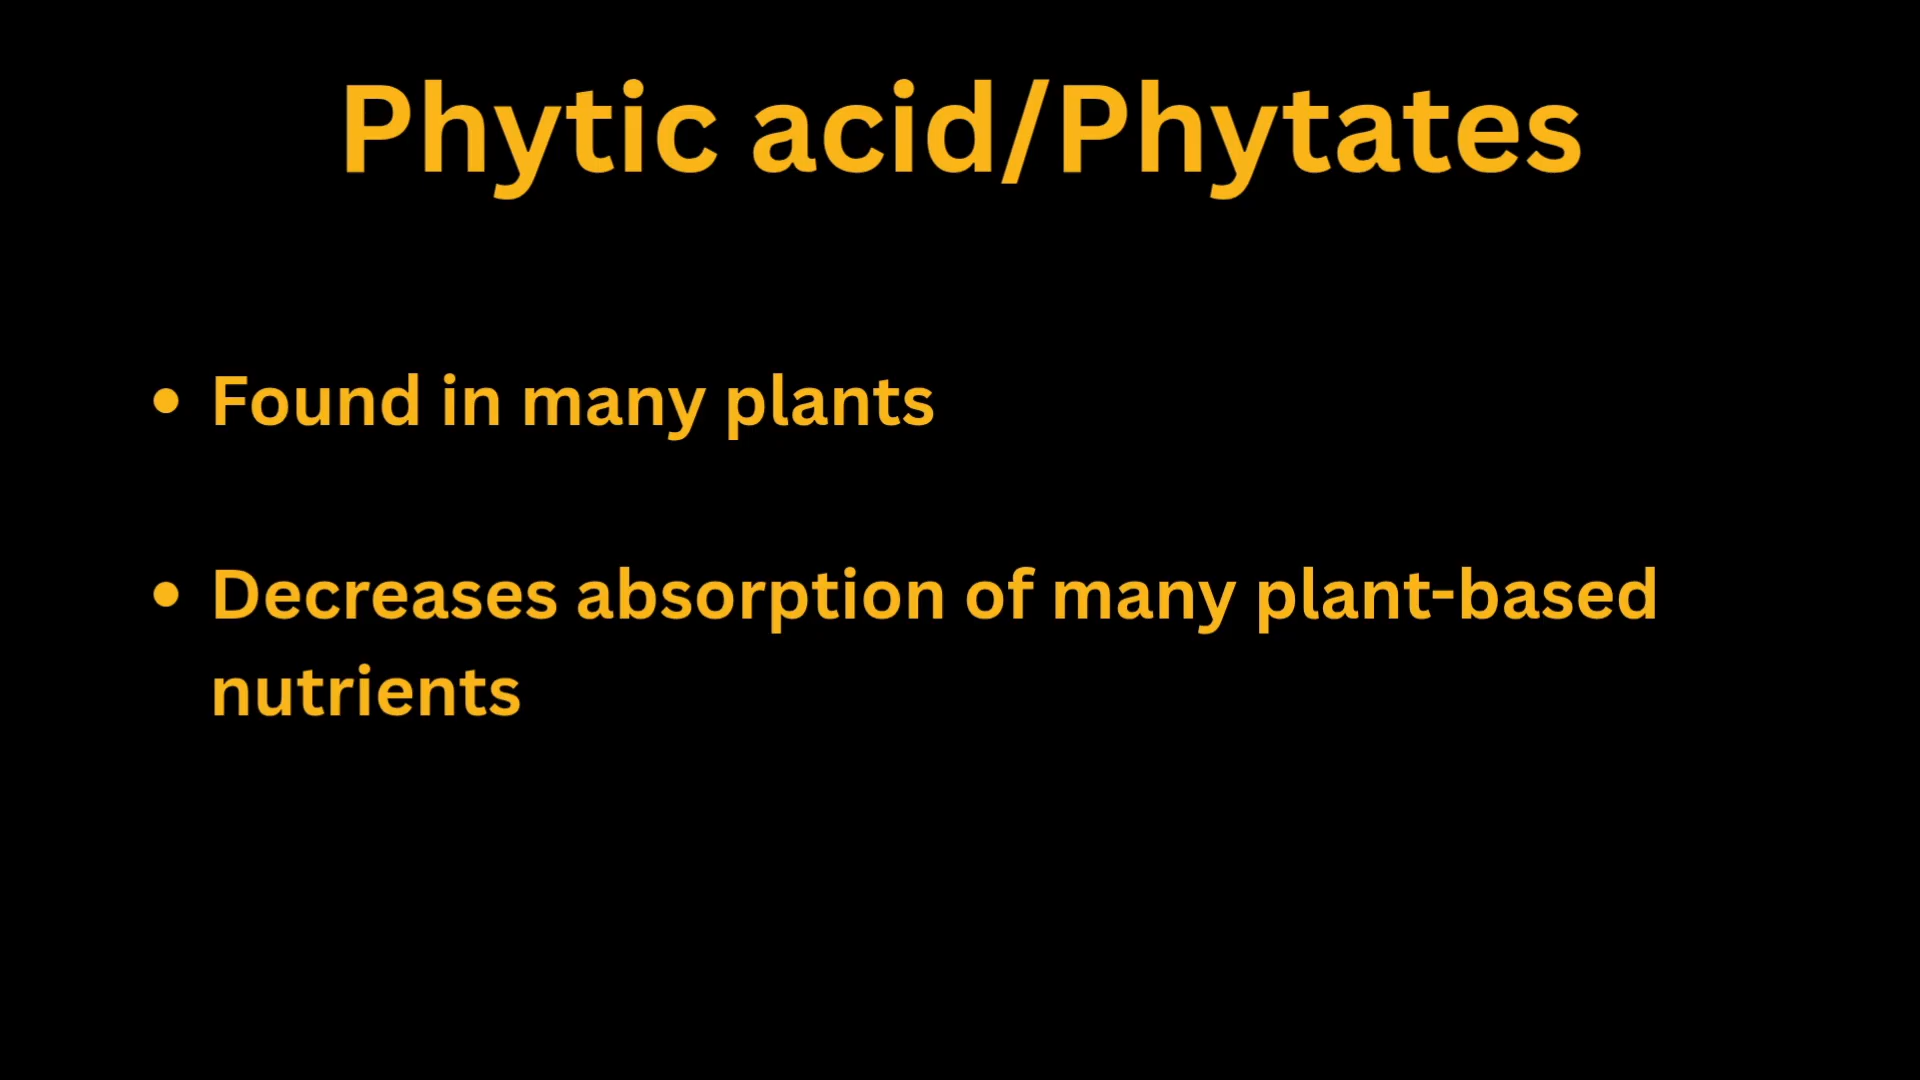 Phytic acid/Phytates
• Found in many plants
• Decreases absorption of many plant-based
nutrients